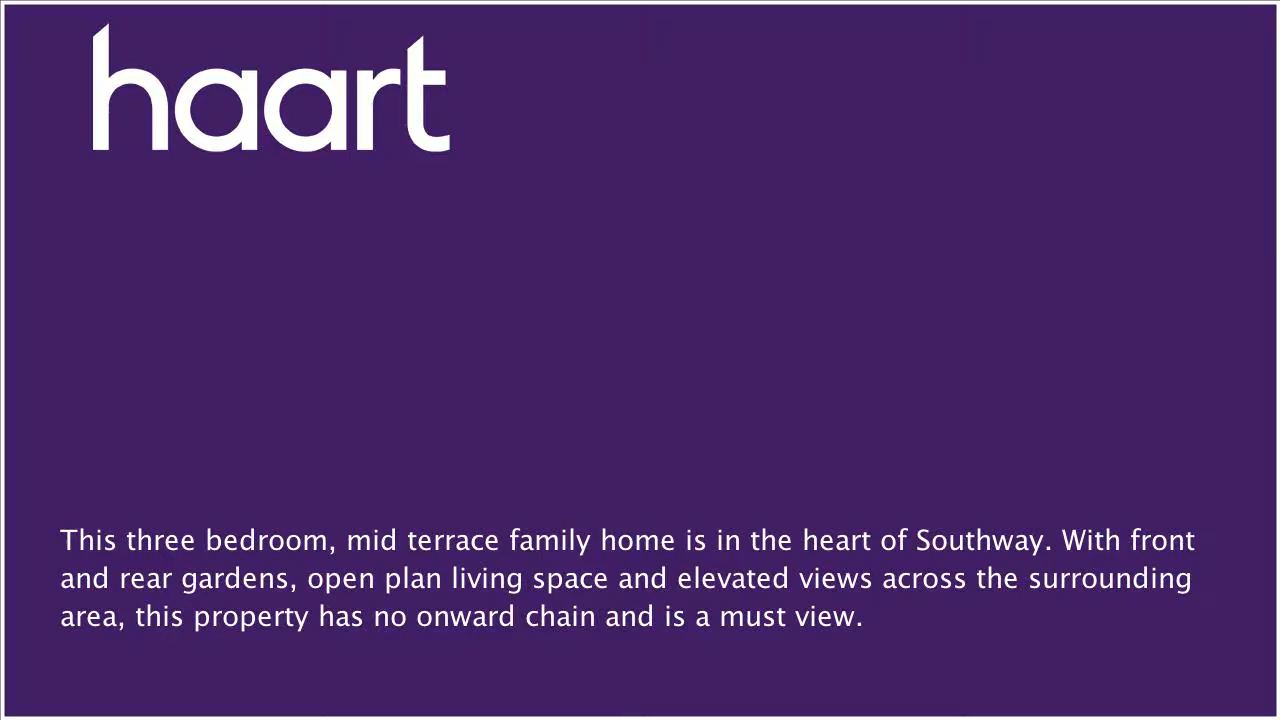 haart
This three bedroom, mid terrace family home is in the heart of Southway. With front
and rear gardens, open plan living space and elevated views across the surrounding
area, this property has no onward chain and is a must view.